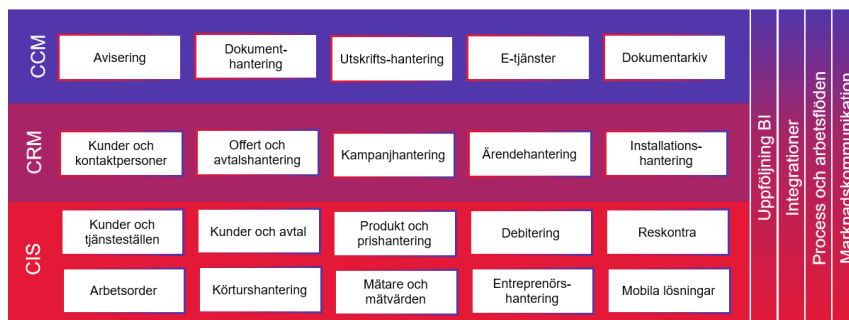 CCM
Avisering
Dokument-
hantering
Utskrifts-hantering
E-tjänster
Dokumentarkiv
CRM
Kunder och
kontaktpersoner
Offert och
avtalshantering
Kampanjhantering
Ärendehantering
Installations-
hantering
CIS
Kunder och
tjänsteställen
Kunder och avtal
Produkt och
prishantering
Debitering
Reskontra
Arbetsorder
Körturshantering
Mätare och
mätvärden
Entreprenörs-
hantering
Mobila lösningar
Uppföljning BI
Integrationer
Process och arbetsflöden
Marknadskommunikation